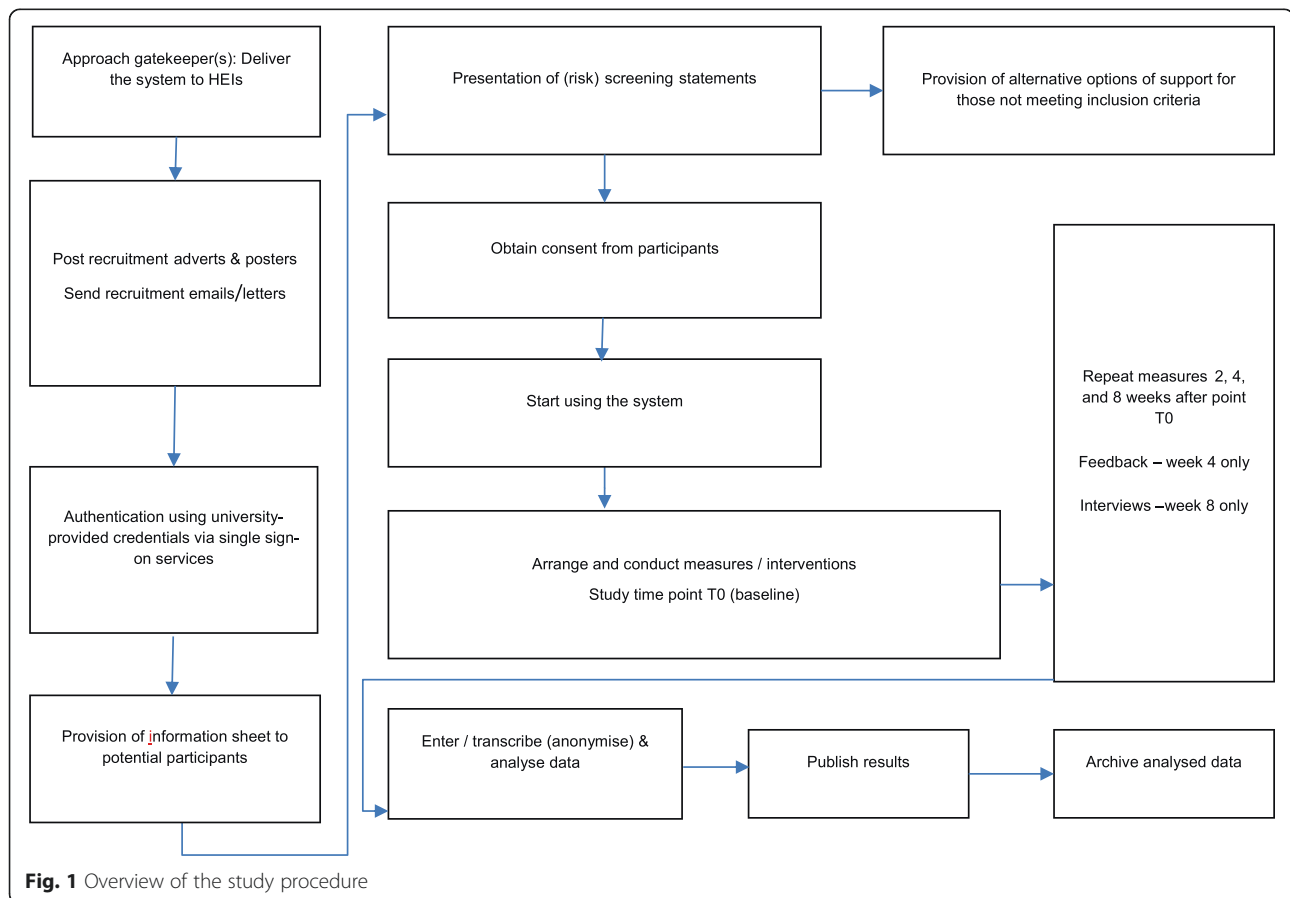 Approach gatekeeper(s): Deliver
the system to HEIs
Post recruitment adverts & posters
Send recruitment emails/letters
Authentication using university-
provided credentials via single sign-
on services
Provision of information sheet to
potential participants
Presentation of (risk) screening statements
Provision of alternative options of support for
those not meeting inclusion criteria
Obtain consent from participants
Start using the system
Arrange and conduct measures / interventions
Study time point T0 (baseline)
Repeat measures 2, 4,
and 8 weeks after point
T0
Feedback – week 4 only
Interviews –week 8 only
Enter / transcribe (anonymise) &
analyse data
Publish results
Archive analysed data
Fig. 1 Overview of the study procedure